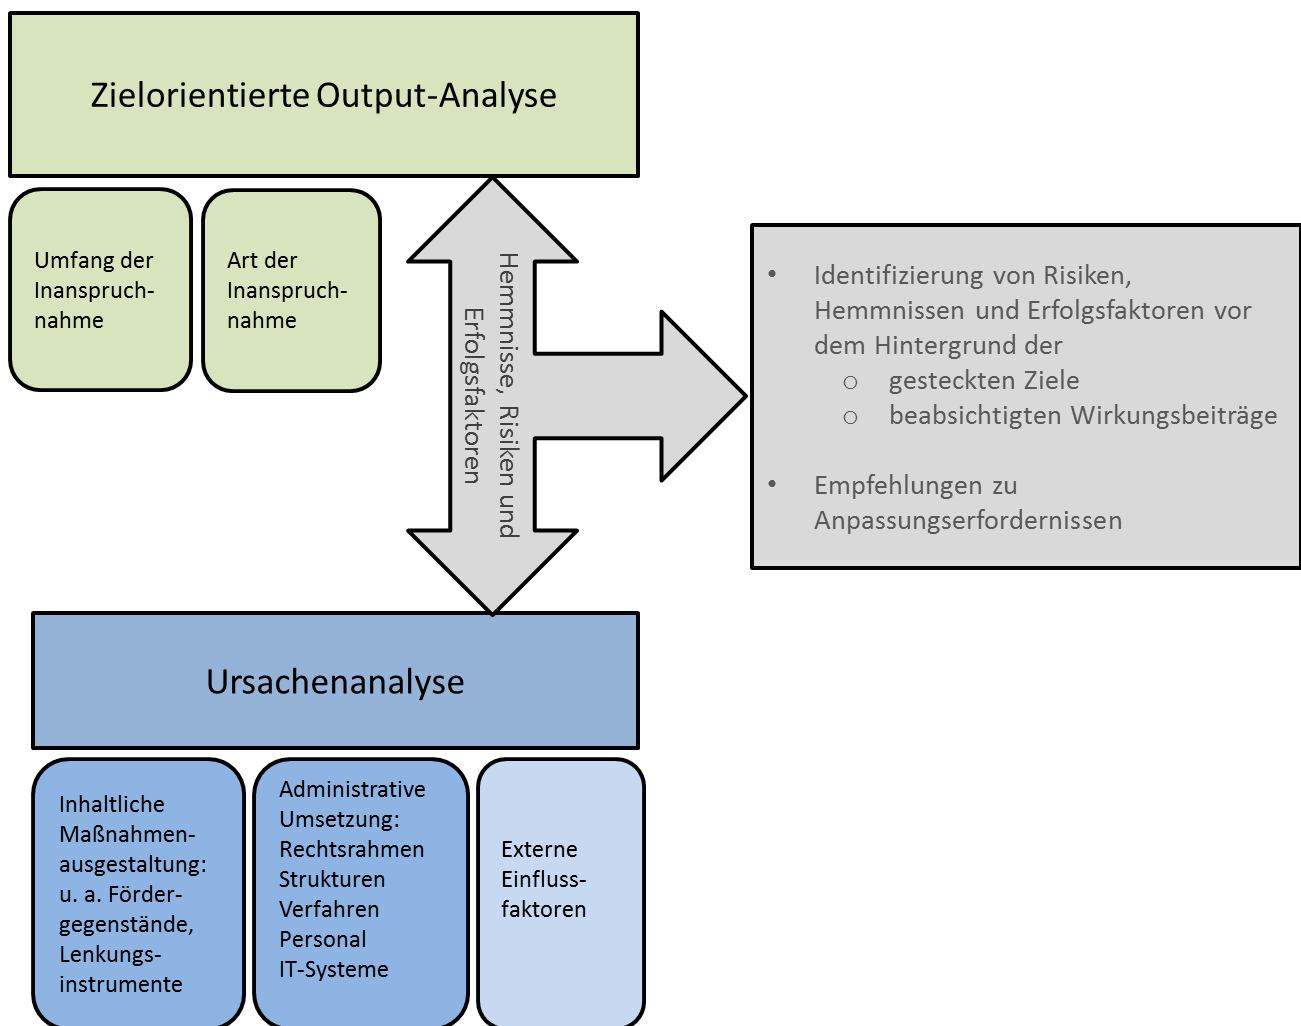 Zielorientierte Output-Analyse
Umfang der
Inanspruch-
nahme
Art der
Inanspruch-
nahme
Hemmnisse, Risiken und
Erfolgsfaktoren
• Identifizierung von Risiken,
Hemmnissen und Erfolgsfaktoren vor
dem Hintergrund der
o gesteckten Ziele
o beabsichtigten Wirkungsbeiträge
• Empfehlungen zu
Anpassungserfordernissen
Ursachenanalyse
Inhaltliche
Maßnahmen-
ausgestaltung:
u. a. Förder-
gegenstände,
Lenkungs-
instrumente
Administrative
Umsetzung:
Rechtsrahmen
Strukturen
Verfahren
Personal
IT-Systeme
Externe
Einfluss-
faktoren